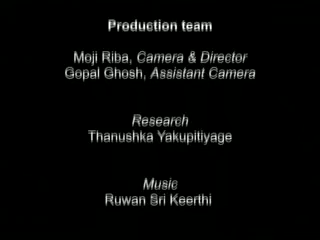 Production team
Moji Riba, Camera & Director
Gopal Ghosh, Assistant Camera
Research
Thanushka Yakupitiyage
Music
Ruwan Sri Keerthi